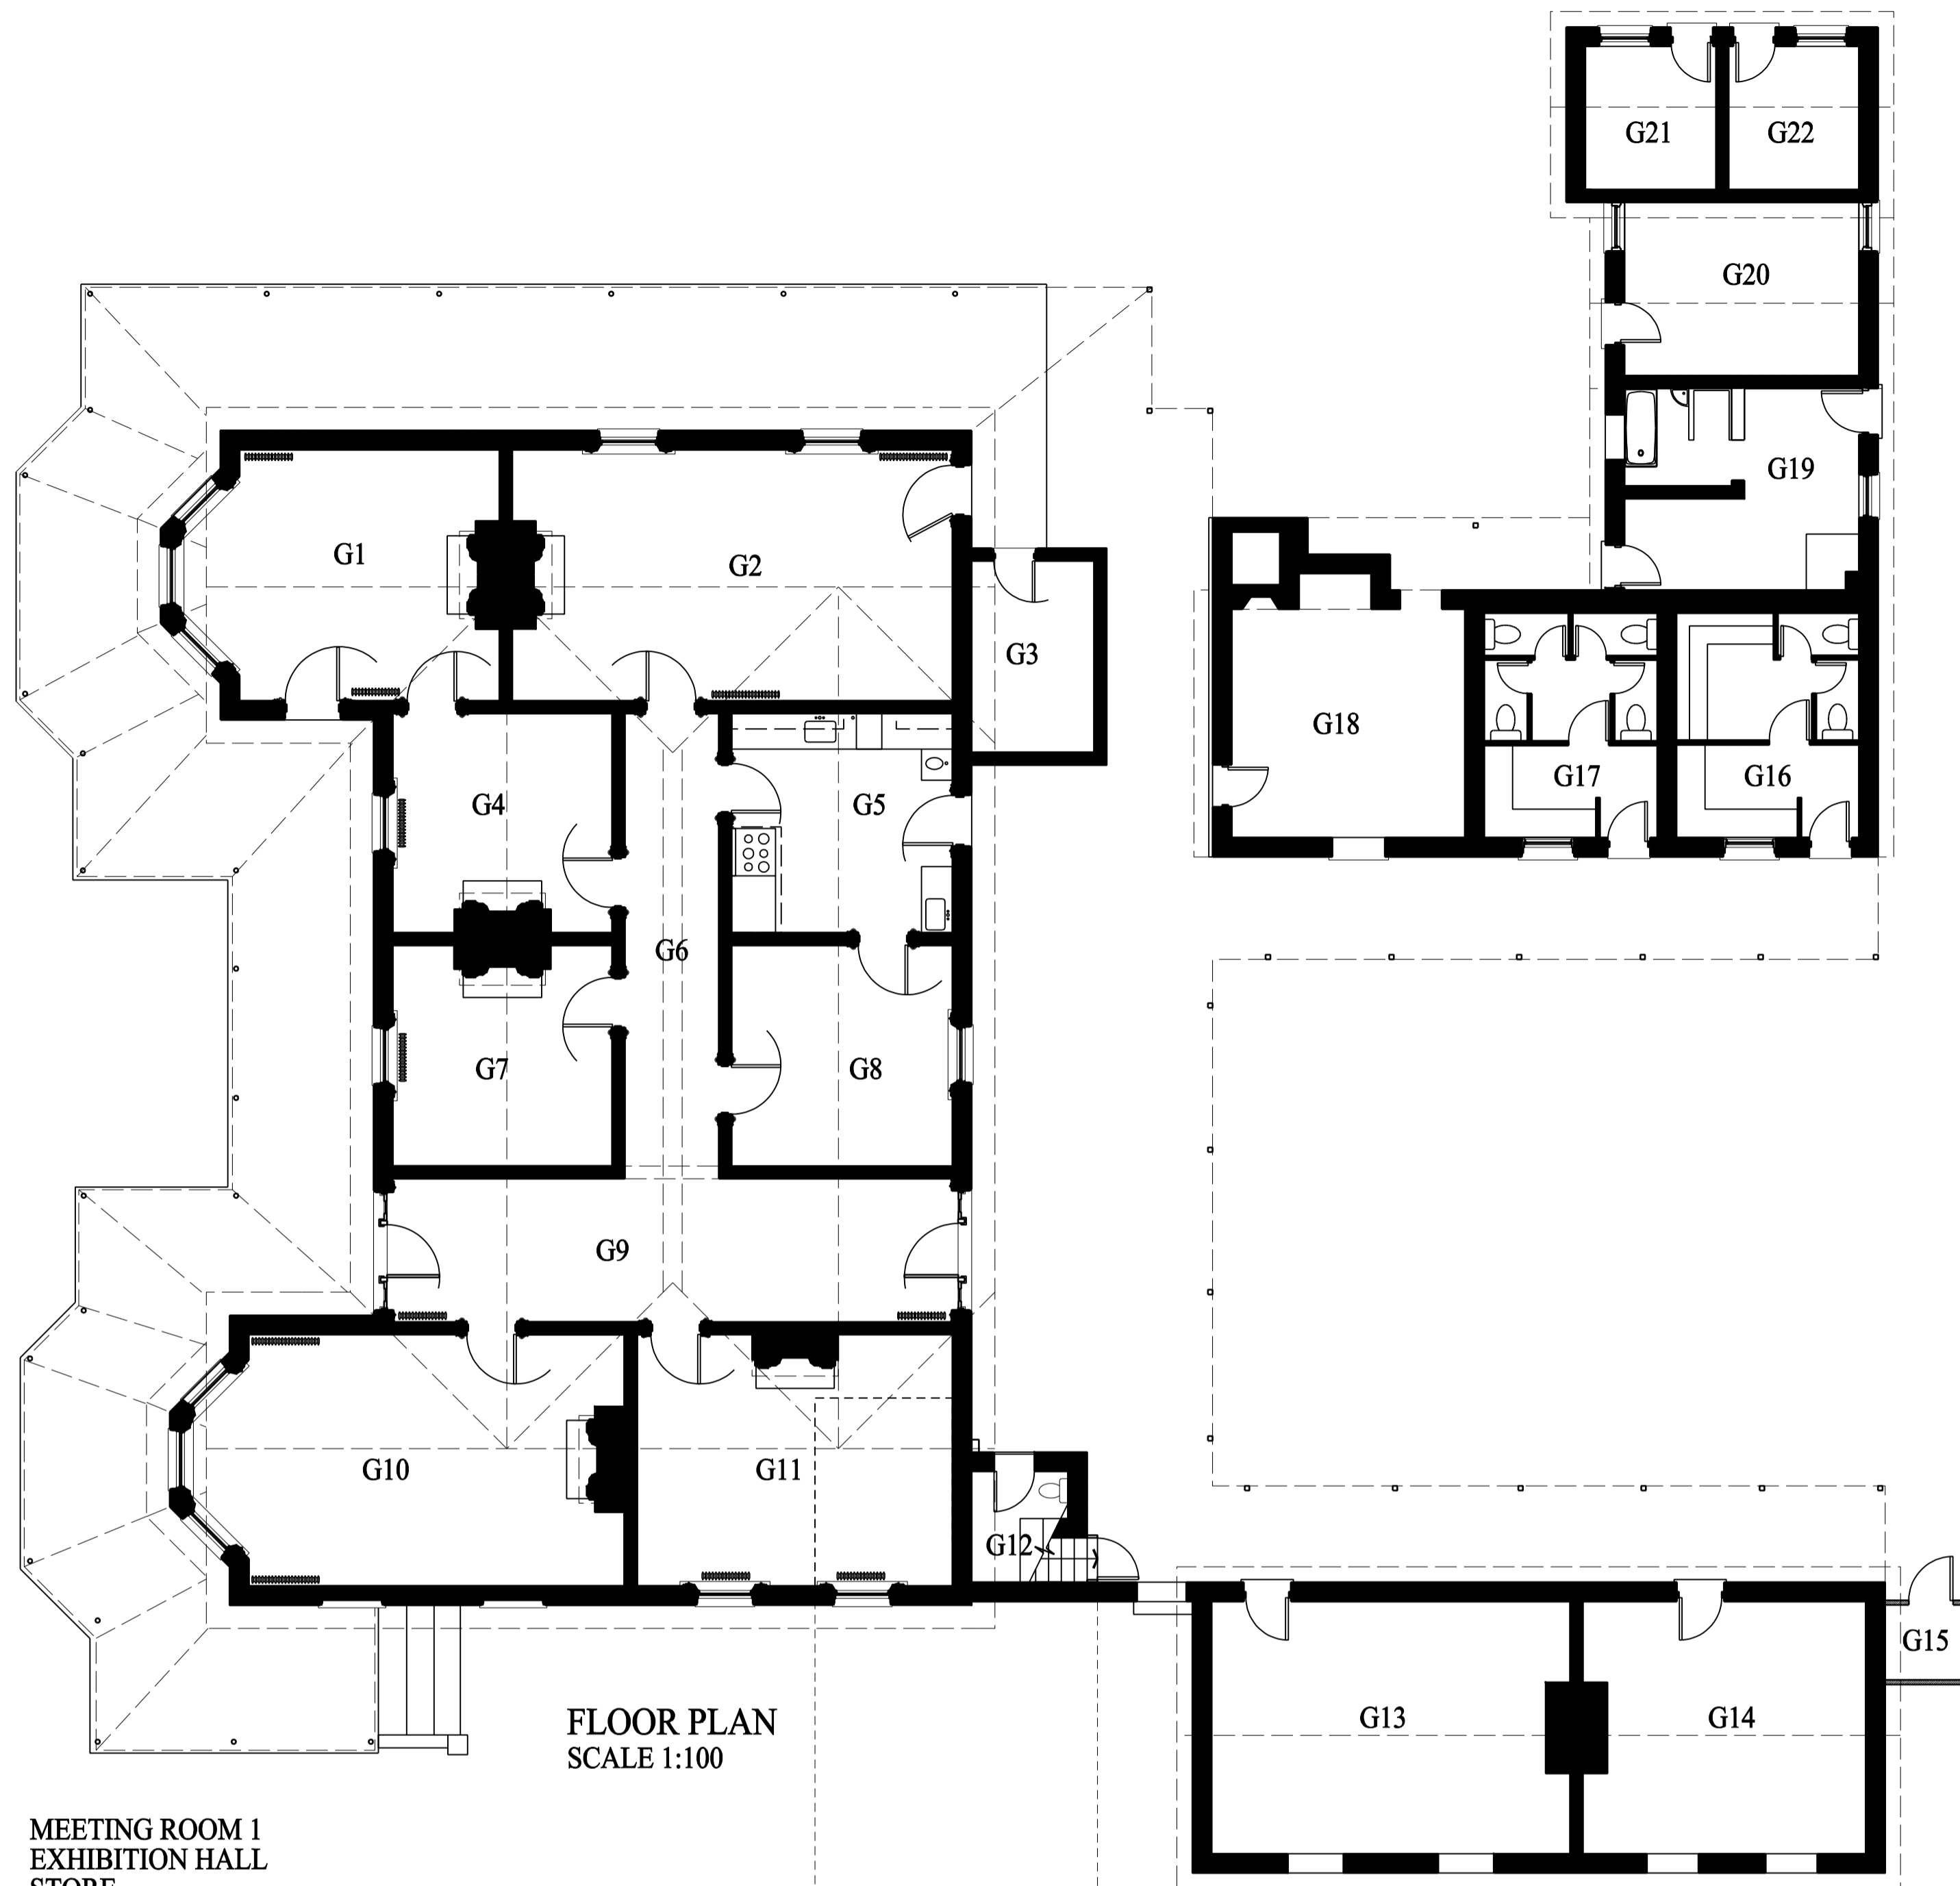 G21
G22
G20
G19
G1
G2
G3
G18
G4
G5
G17
G16
G6
G7
G8
G9
G10
G11
G12
G15
G13
G14
FLOOR PLAN
SCALE 1:100
MEETING ROOM 1
EXHIBITION HALL
STORE